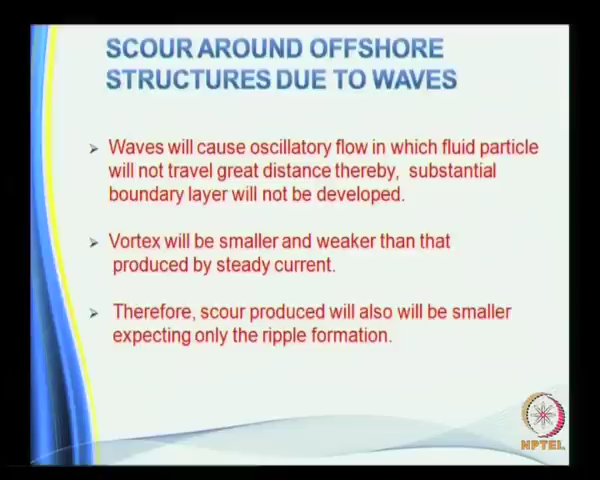 SCOUR AROUND OFFSHORE
STRUCTURES DUE TO WAVES
Waves will cause oscillatory flow in which fluid particle
will not travel great distance thereby, substantial
boundary layer will not be developed.
Vortex will be smaller and weaker than that
produced by steady current.
Therefore, scour produced will also will be smaller
expecting only the ripple formation.
NPTEL